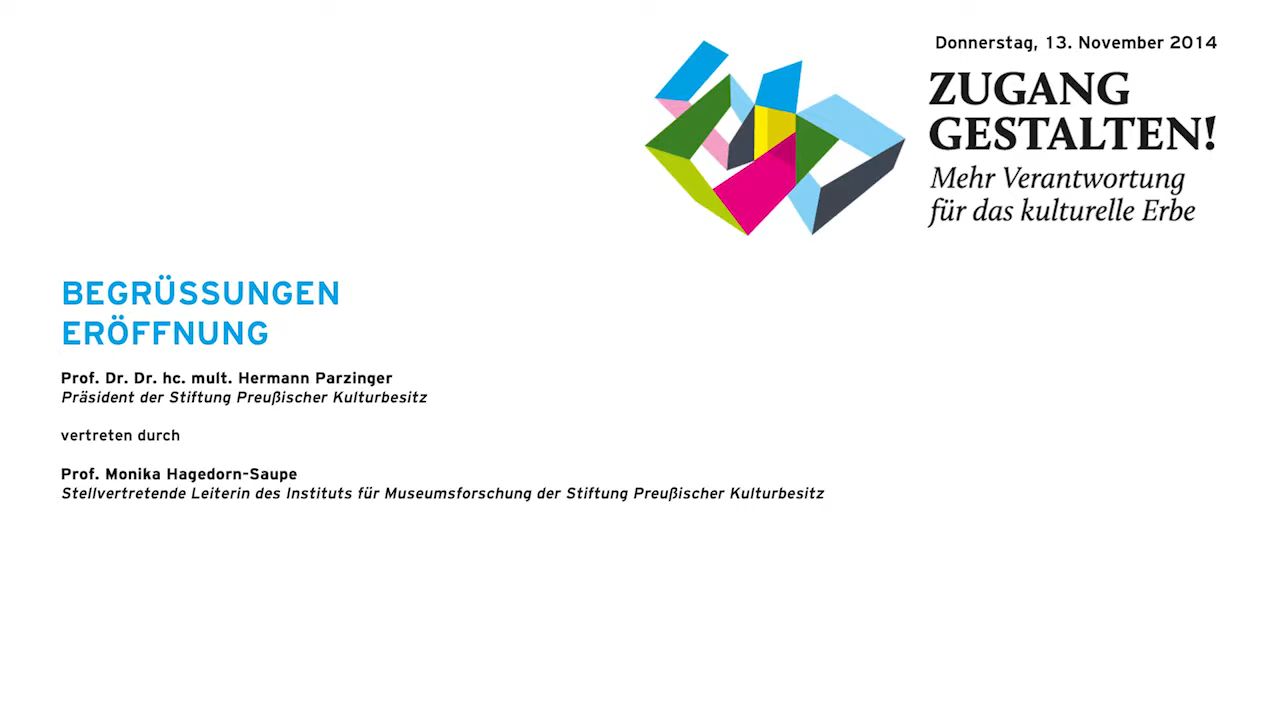 Donnerstag, 13. November 2014
ZUGANG
GESTALTEN!
Mehr Verantwortung
für das kulturelle Erbe
BEGRÜSSUNGEN
ERÖFFNUNG
Prof. Dr. Dr. hc. mult. Hermann Parzinger
Präsident der Stiftung Preußischer Kulturbesitz
vertreten durch
Prof. Monika Hagedorn-Saupe
Stellvertretende Leiterin des Instituts für Museumsforschung der Stiftung Preußischer Kulturbesitz